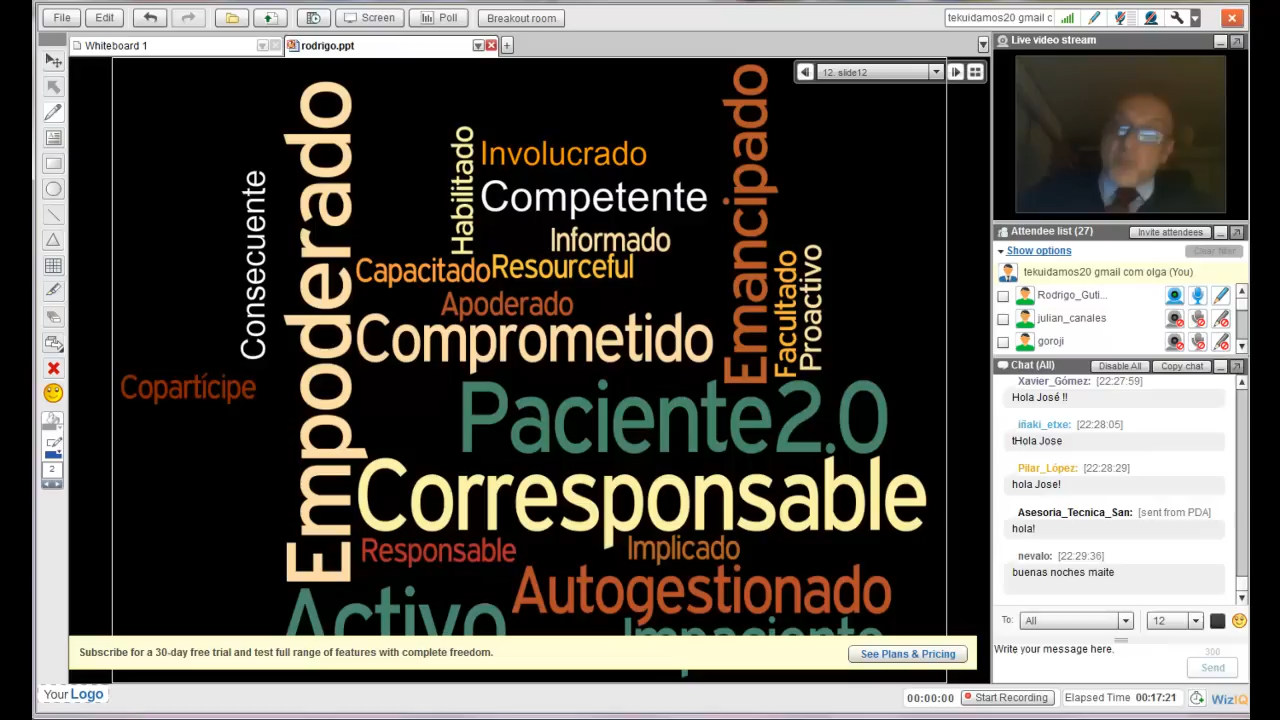 File Edit Screen Poll Breakout room tekuidamos20 gmail c
Whiteboard 1 rodrigo.ppt
12. slide12
Consecuente
Empoderado
Habilitado
Involucrado
Competente
Informado
Capacitado
Resourceful
Apoderado
Comprometido
Emancipado
Facultado
Proactivo
Copartícipe
Paciente2.0
Corresponsable
Responsable
Implicado
Autogestionado
Activo
Impaciente
Subscribe for a 30-day free trial and test full range of features with complete freedom.
See Plans & Pricing
Your Logo
2
Live video stream
Attendee list (27) Invite attendees
Show options Clear filter
tekuidamos20 gmail com olga (You)
Rodrigo_Guti...
julian_canales
goroji
Chat (All) Disable All Copy chat
Xavier_Gómez: [22:27:59]
Hola José !!
iñaki_etxe: [22:28:05]
tHola Jose
Pilar_López: [22:28:29]
hola Jose!
Asesoria_Tecnica_San: [sent from PDA]
hola!
nevalo: [22:29:36]
buenas noches maite
To: All 12
Write your message here.
300
Send
00:00:00 Start Recording Elapsed Time 00:17:21 WizIQ